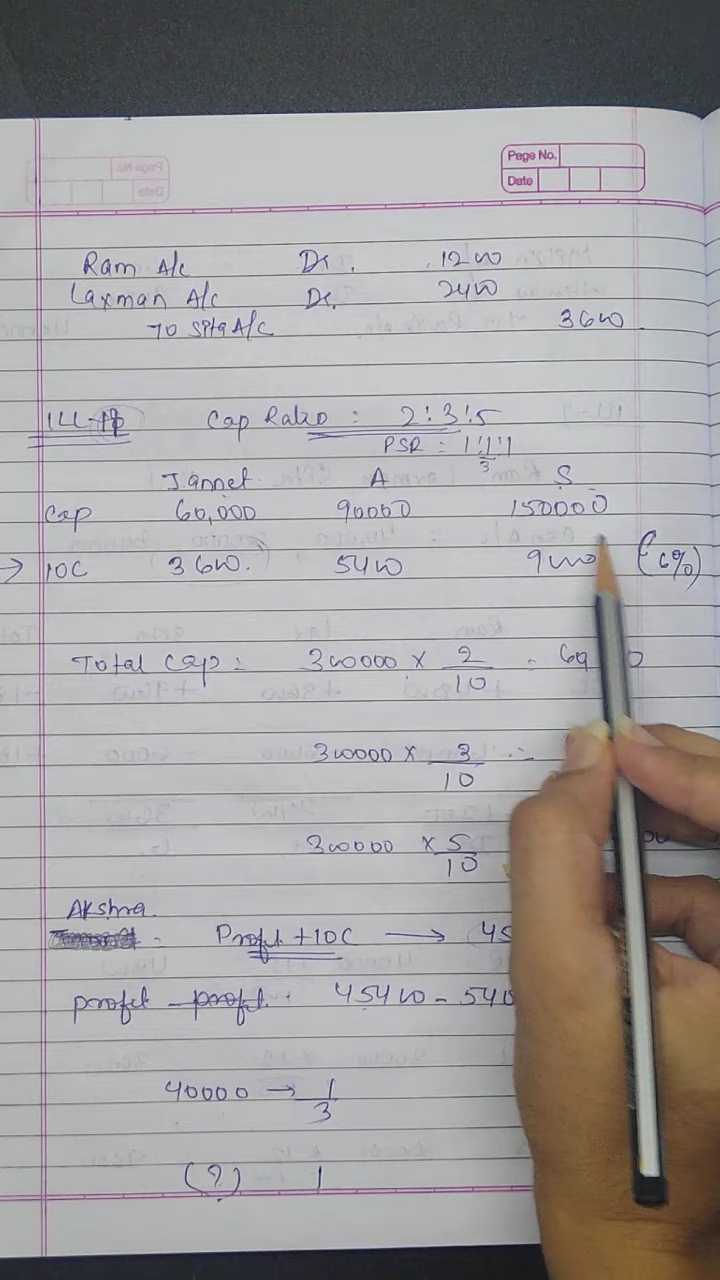 Page No.
Date
Ram A/c Dr. 1200
Laxman A/c Dr. 2400
To Sita A/c 3600
ILL-
Cap Ratio : 2:3:5
PSR = 1:1:1
3
Jannet A S
Cap 60,000 90000 150000
→ IOC 3600. 5400 9000 (6%)
Total Cap = 300000 × 2/10 = 60
300000 × 3/10 =
300000 × 5/10
Akshra.
Profit + IOC → (45
profit - profit = 45400 - 540
40000 → 1/3
(?) 1